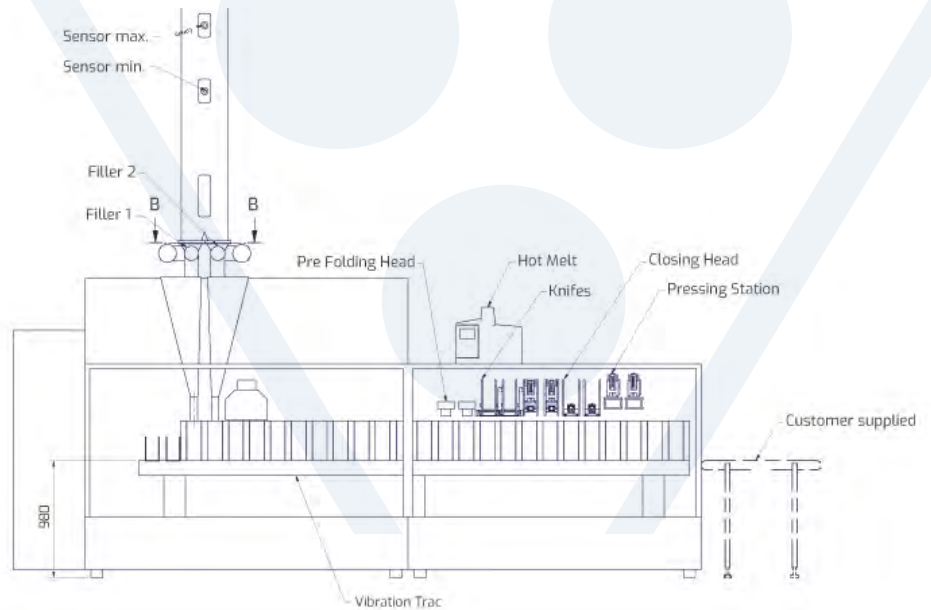 Sensor max.
Sensor min.
Filler 2
B
B
Filler 1
Pre Folding Head
Hot Melt
Closing Head
Knifes
Pressing Station
Customer supplied
980
Vibration Trac